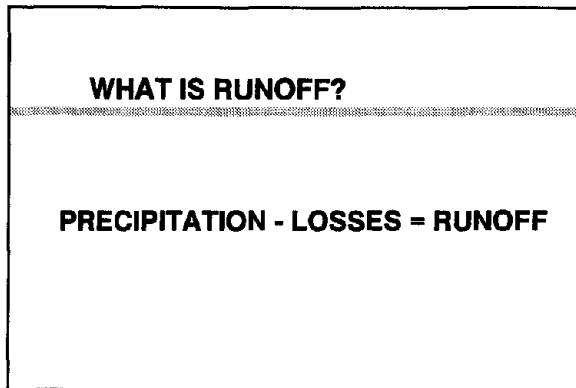 WHAT IS RUNOFF?
PRECIPITATION - LOSSES = RUNOFF